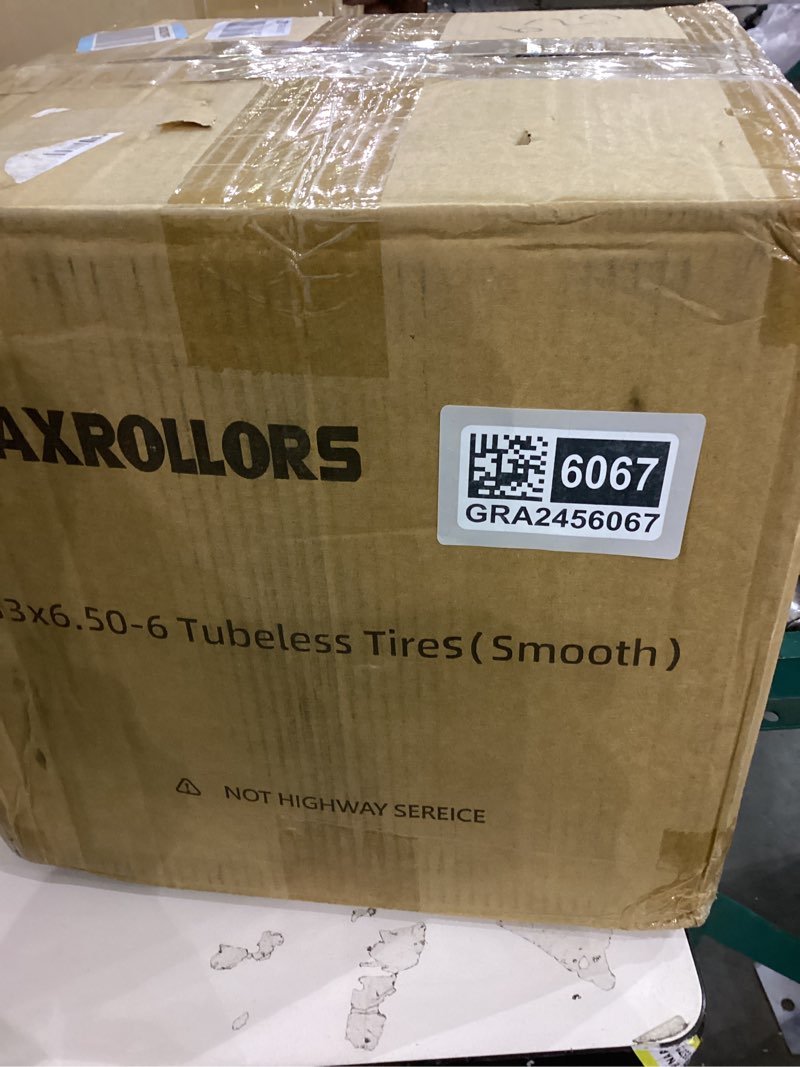 AXROLLORS
6067
GRA2456067
3x6.50-6 Tubeless Tires(Smooth)
NOT HIGHWAY SEREICE